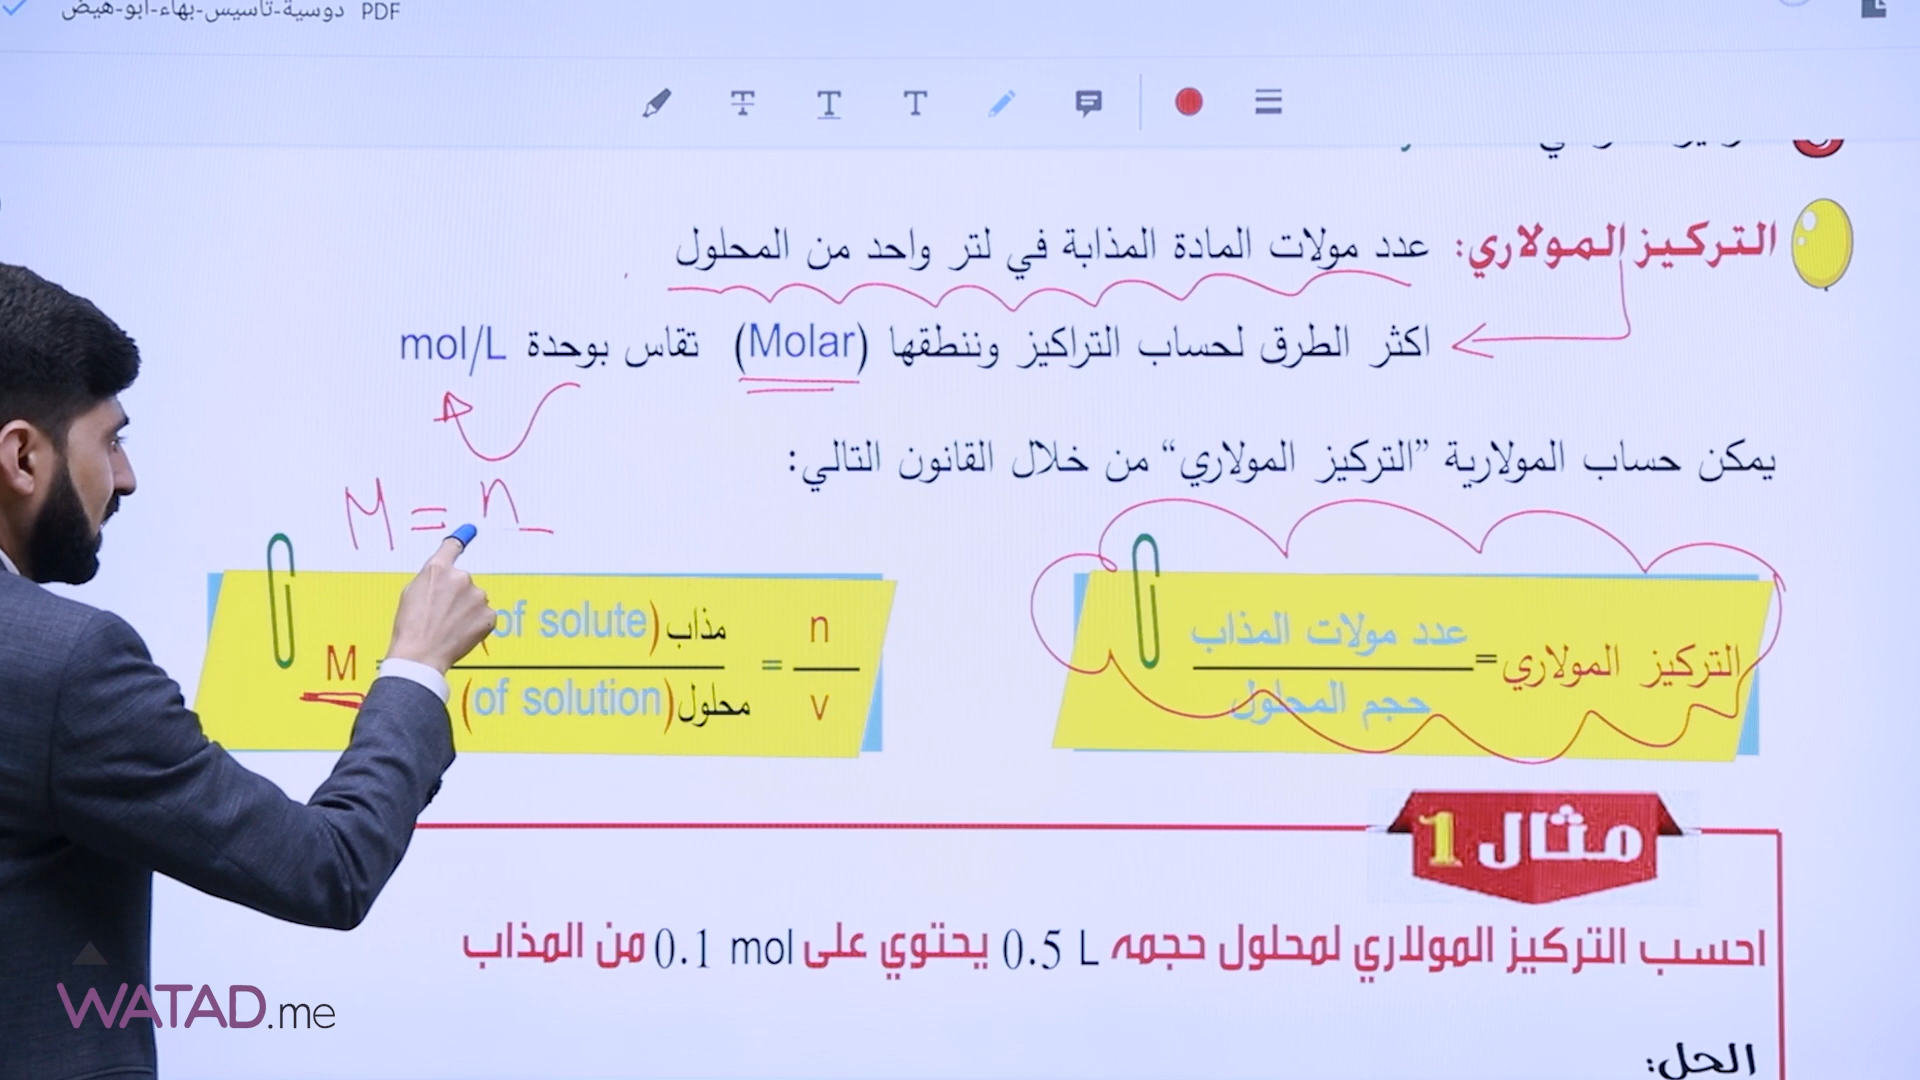 دوسية-تأسيس-بهاء-ابو-هيض PDF
التركيز المولاري: عدد مولات المادة المذابة في لتر واحد من المحلول
اكثر الطرق لحساب التراكيز وننطقها (Molar) تقاس بوحدة mol/L
يمكن حساب المولارية ”التركيز المولاري“ من خلال القانون التالي:
M = n
التركيز المولاري = عدد مولات المذاب
حجم المحلول
M = (of solute) مذاب = n
(of solution) محلول v
مثال 1
احسب التركيز المولاري لمحلول حجمه 0.5 L يحتوي على 0.1 mol من المذاب
الحل:
WATAD.me